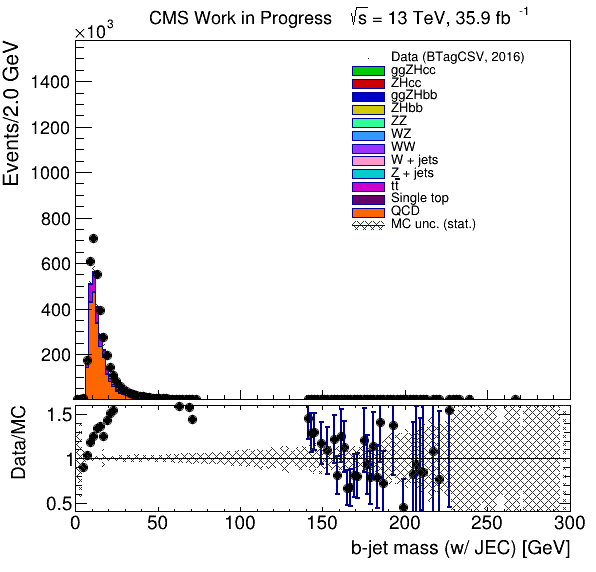 CMS Work in Progress √s = 13 TeV, 35.9 fb⁻¹
×10³
Events/2.0 GeV
1400
1200
1000
800
600
400
200
0
Data (BTagCSV, 2016)
ggZHcc
ZHcc
ggZHbb
ZHbb
ZZ
WZ
WW
W + jets
Z + jets
tt̅
Single top
QCD
MC unc. (stat.)
Data/MC
1.5
1
0.5
0 50 100 150 200 250 300
b-jet mass (w/ JEC) [GeV]